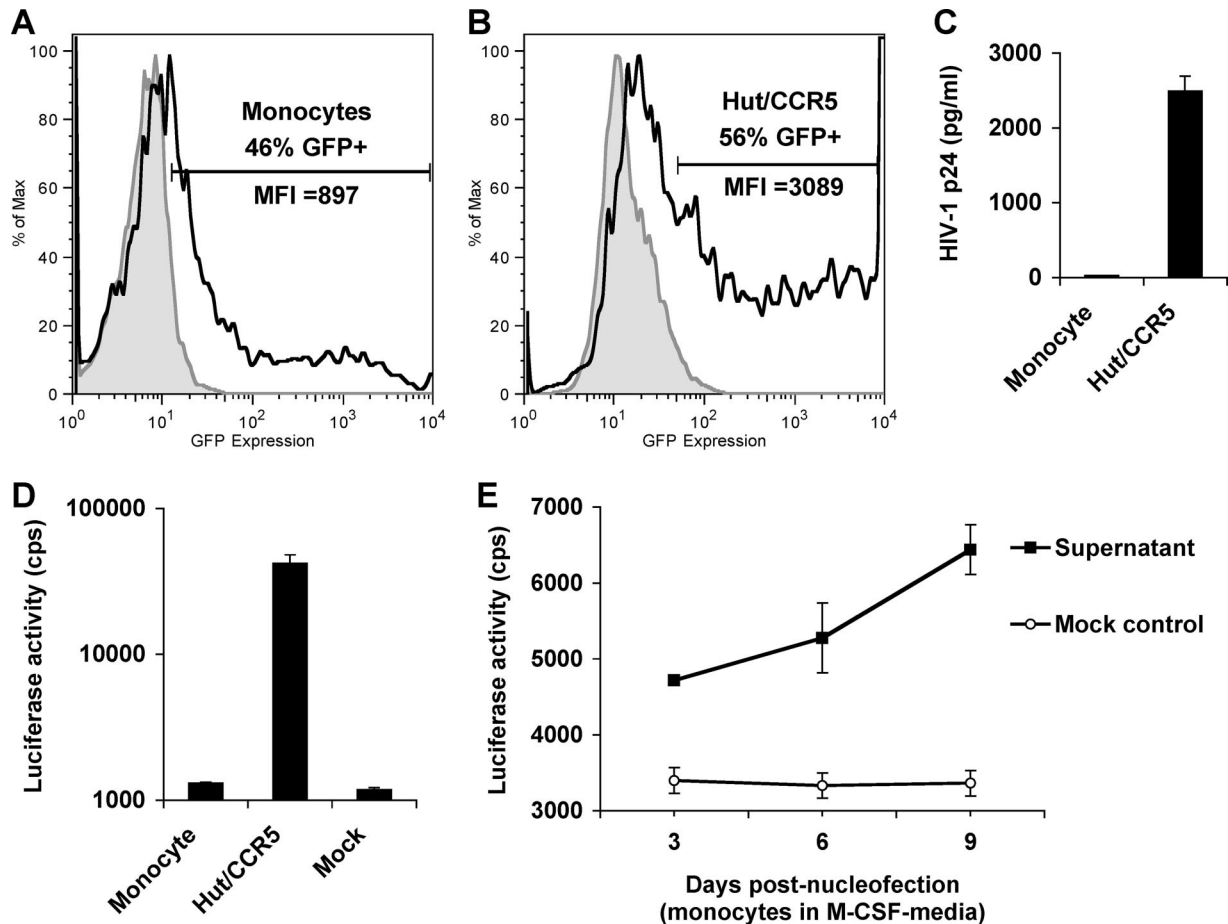 A
100
80
60
40
20
0
% of Max
Monocytes
46% GFP+
MFI =897
10^0
10^1
10^2
10^3
10^4
GFP Expression
B
100
80
60
40
20
0
% of Max
Hut/CCR5
56% GFP+
MFI =3089
10^0
10^1
10^2
10^3
10^4
GFP Expression
C
HIV-1 p24 (pg/ml)
3000
2000
1000
0
Monocyte
Hut/CCR5
D
Luciferase activity (cps)
100000
10000
1000
Monocyte
Hut/CCR5
Mock
E
Luciferase activity (cps)
7000
6000
5000
4000
3000
3
6
9
Days post-nucleofection
(monocytes in M-CSF-media)
Supernatant
Mock control